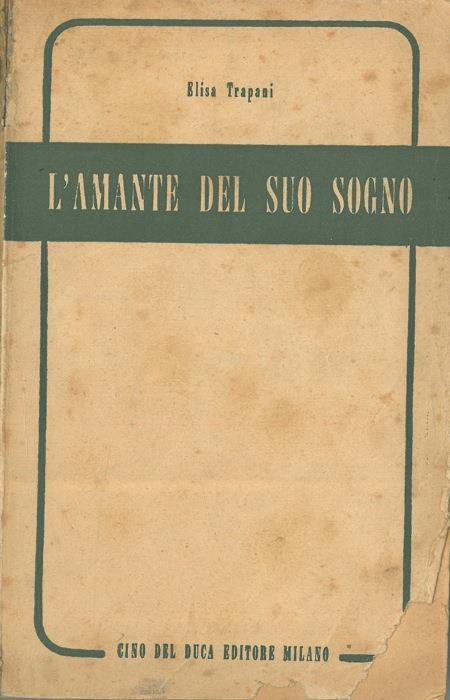 Elisa Trapani
L'AMANTE DEL SUO SOGNO
CINO DEL DUCA EDITORE MILANO